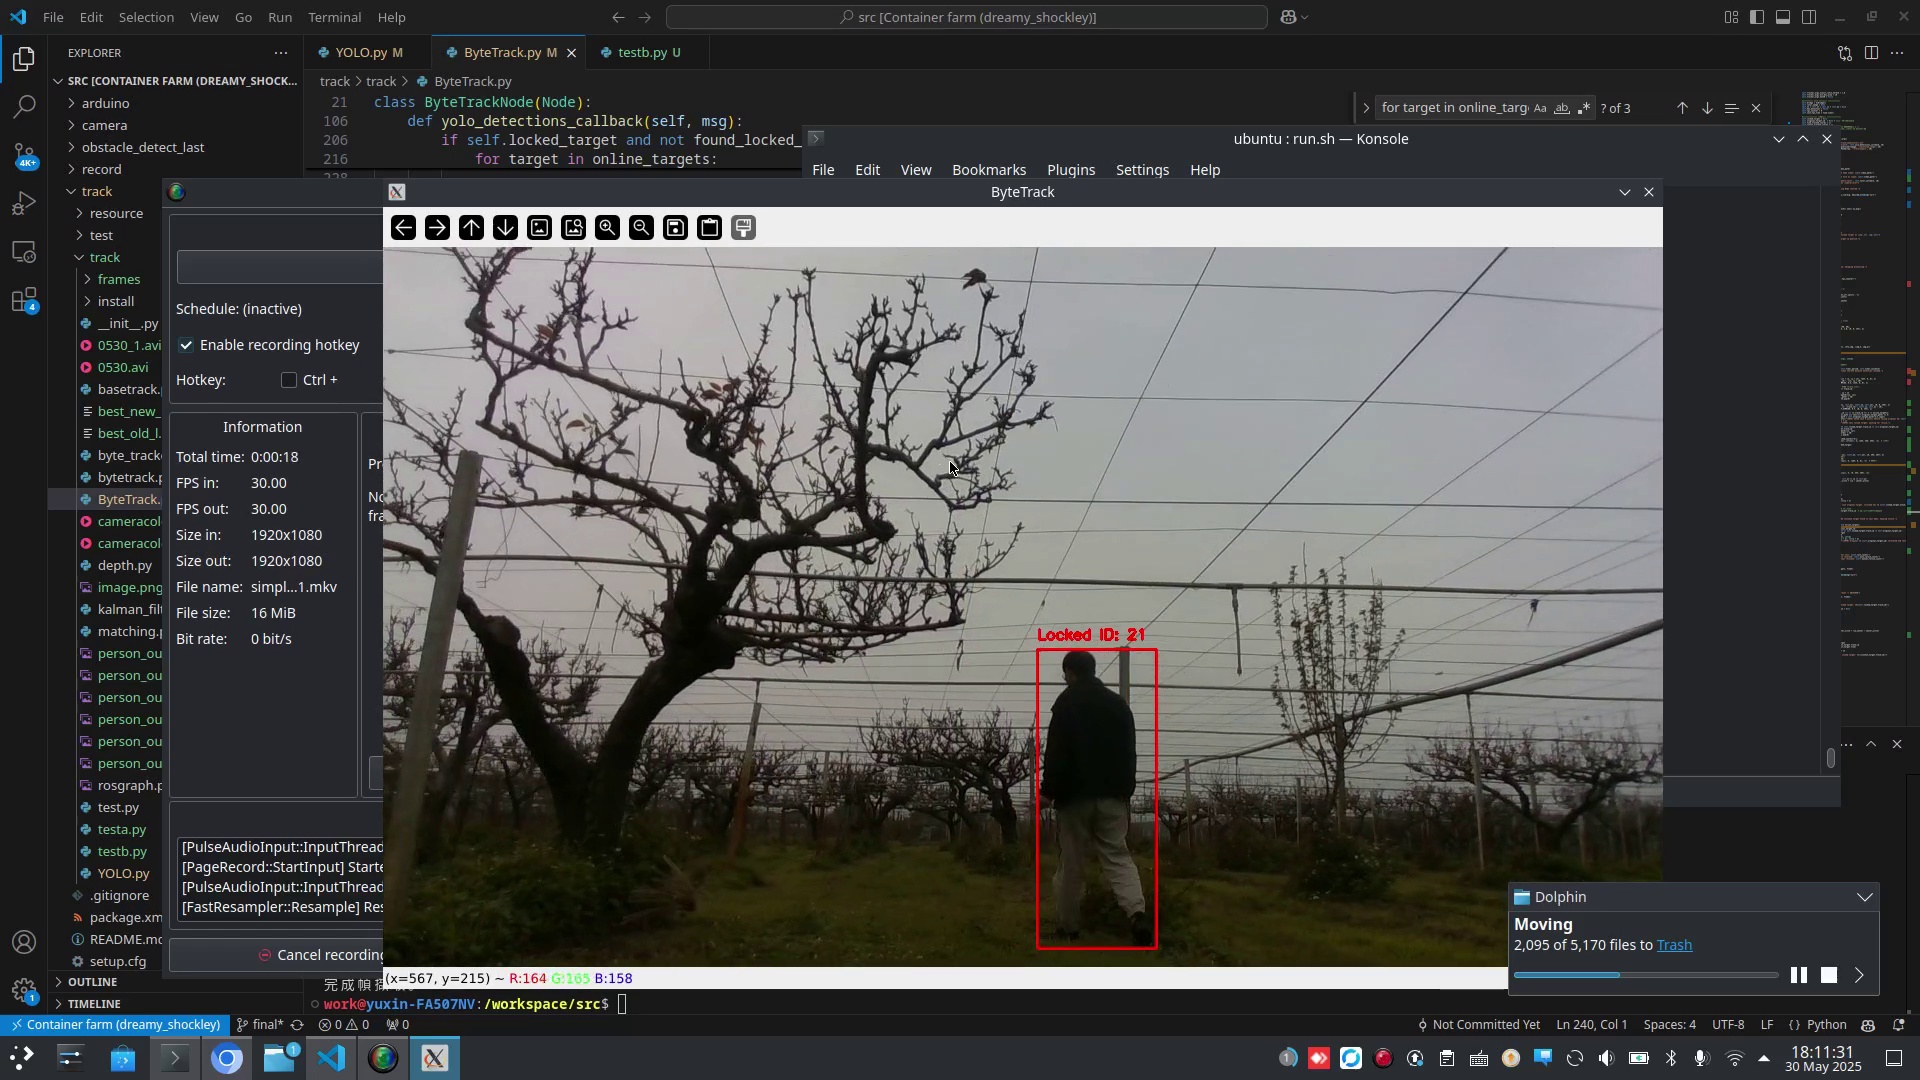 File Edit Selection View Go Run Terminal Help
src [Container farm (dreamy_shockley)]
EXPLORER
YOLO.py M
ByteTrack.py M
testb.py U
SRC [CONTAINER FARM (DREAMY_SHOCK...
track > track > ByteTrack.py
arduino
camera
obstacle_detect_last
record
track
resource
test
track
frames
install
__init__.py
0530_1.avi
0530.avi
basetrack.
best_new_
best_old_l.
byte_track
bytetrack.p
ByteTrack.
cameracol
cameracol
depth.py
image.png
kalman_filt
matching.p
person_ou
person_ou
person_ou
person_ou
person_ou
person_ou
rosgraph.p
test.py
testa.py
testb.py
YOLO.py
.gitignore
package.xm
README.md
setup.cfg
OUTLINE
TIMELINE
21 class ByteTrackNode(Node):
106 def yolo_detections_callback(self, msg):
206 if self.locked_target and not found_locked_
216 for target in online_targets:
for target in online_targ
Aa ab .*
? of 3
ubuntu : run.sh — Konsole
File Edit View Bookmarks Plugins Settings Help
ByteTrack
Schedule: (inactive)
Enable recording hotkey
Hotkey: Ctrl +
Information
Total time: 0:00:18
FPS in: 30.00
FPS out: 30.00
Size in: 1920x1080
Size out: 1920x1080
File name: simpl...1.mkv
File size: 16 MiB
Bit rate: 0 bit/s
[PulseAudioInput::InputThread
[PageRecord::StartInput] Starte
[PulseAudioInput::InputThread
[FastResampler::Resample] Res
Cancel recording
Locked ID: 21
(x=567, y=215) ~ R:164 G:165 B:158
work@yuxin-FA507NV:/workspace/src$
Dolphin
Moving
2,095 of 5,170 files to Trash
4K+
4
1
Container farm (dreamy_shockley)
final*
0 0
0
Not Committed Yet
Ln 240, Col 1
Spaces: 4
UTF-8
LF
{} Python
1
1
18:11:31
30 May 2025